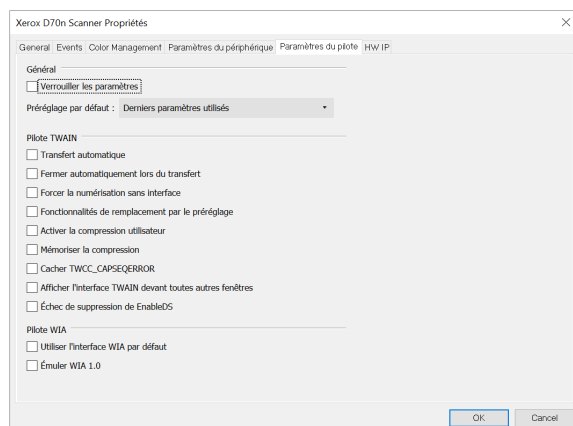 Xerox D70n Scanner Propriétés
General Events Color Management Paramètres du périphérique Paramètres du pilote HW IP
Général
Verrouiller les paramètres
Préréglage par défaut : Derniers paramètres utilisés
Pilote TWAIN
Transfert automatique
Fermer automatiquement lors du transfert
Forcer la numérisation sans interface
Fonctionnalités de remplacement par le préréglage
Activer la compression utilisateur
Mémoriser la compression
Cacher TWCC_CAPSEQERROR
Afficher l'interface TWAIN devant toutes autres fenêtres
Échec de suppression de EnableDS
Pilote WIA
Utiliser l'interface WIA par défaut
Émuler WIA 1.0
OK Cancel